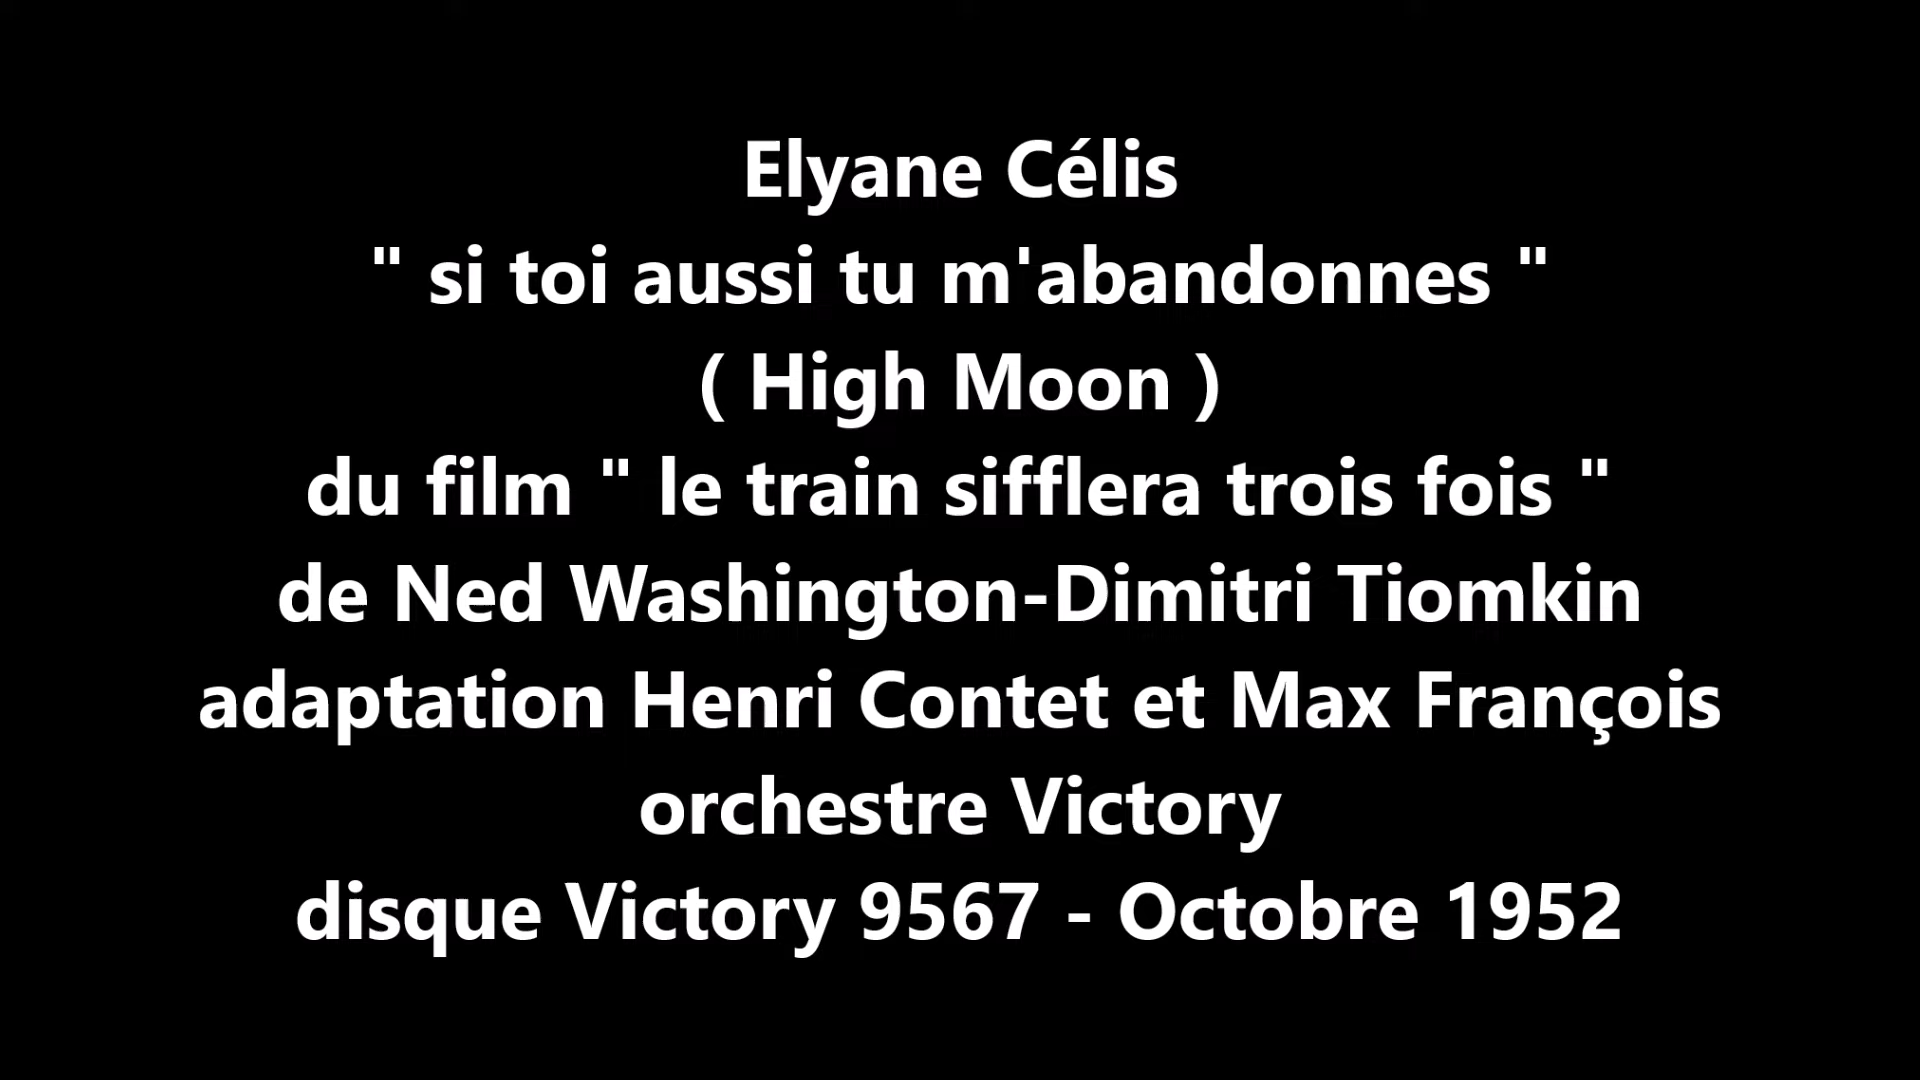 Elyane Célis
" si toi aussi tu m'abandonnes "
( High Moon )
du film " le train sifflera trois fois "
de Ned Washington-Dimitri Tiomkin
adaptation Henri Contet et Max François
orchestre Victory
disque Victory 9567 - Octobre 1952